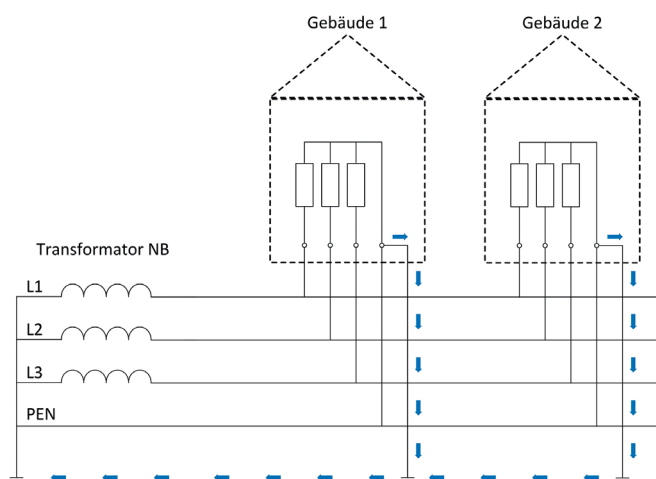 Gebäude 1
Gebäude 2
Transformator NB
L1
L2
L3
PEN